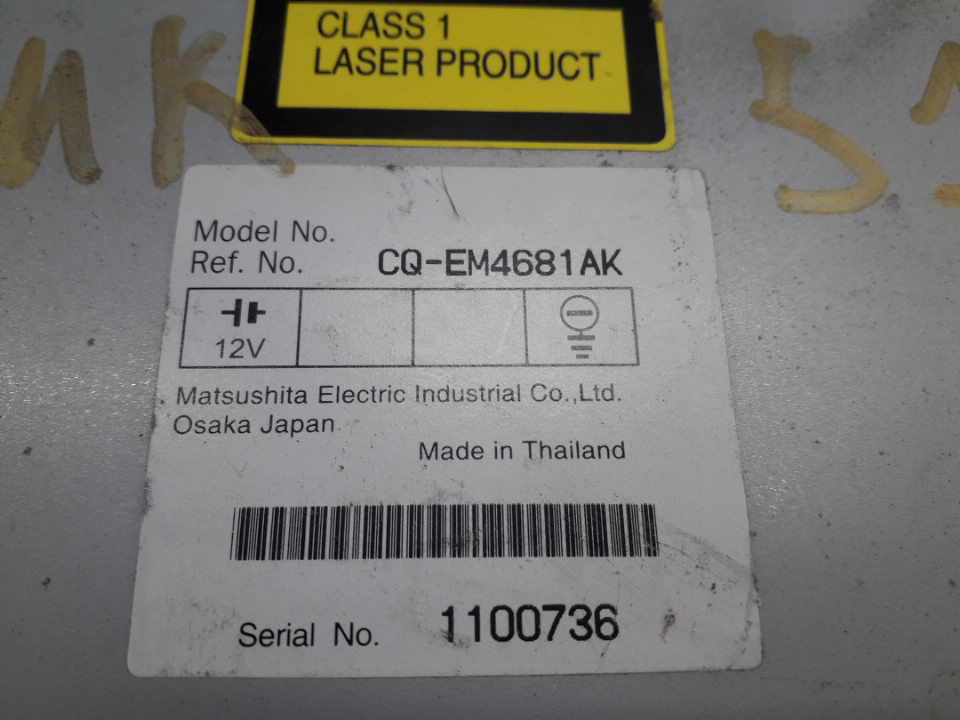 CLASS 1
LASER PRODUCT
Model No.
Ref. No. CQ-EM4681AK
12V
Matsushita Electric Industrial Co.,Ltd.
Osaka Japan
Made in Thailand
Serial No. 1100736